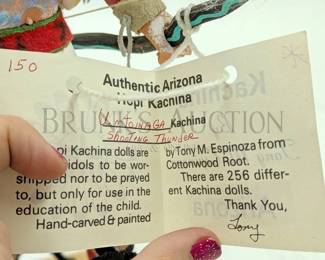 150
Authentic Arizona
Hopi Kachina
Kachina
Shooting Thunder
pi Kachina dolls are
idols to be wor-
shipped nor to be prayed
to, but only for use in the
education of the child.
Hand-carved & painted
by Tony M. Espinoza from
Cottonwood Root.
There are 256 differ-
ent Kachina dolls.
Thank You,
Tony